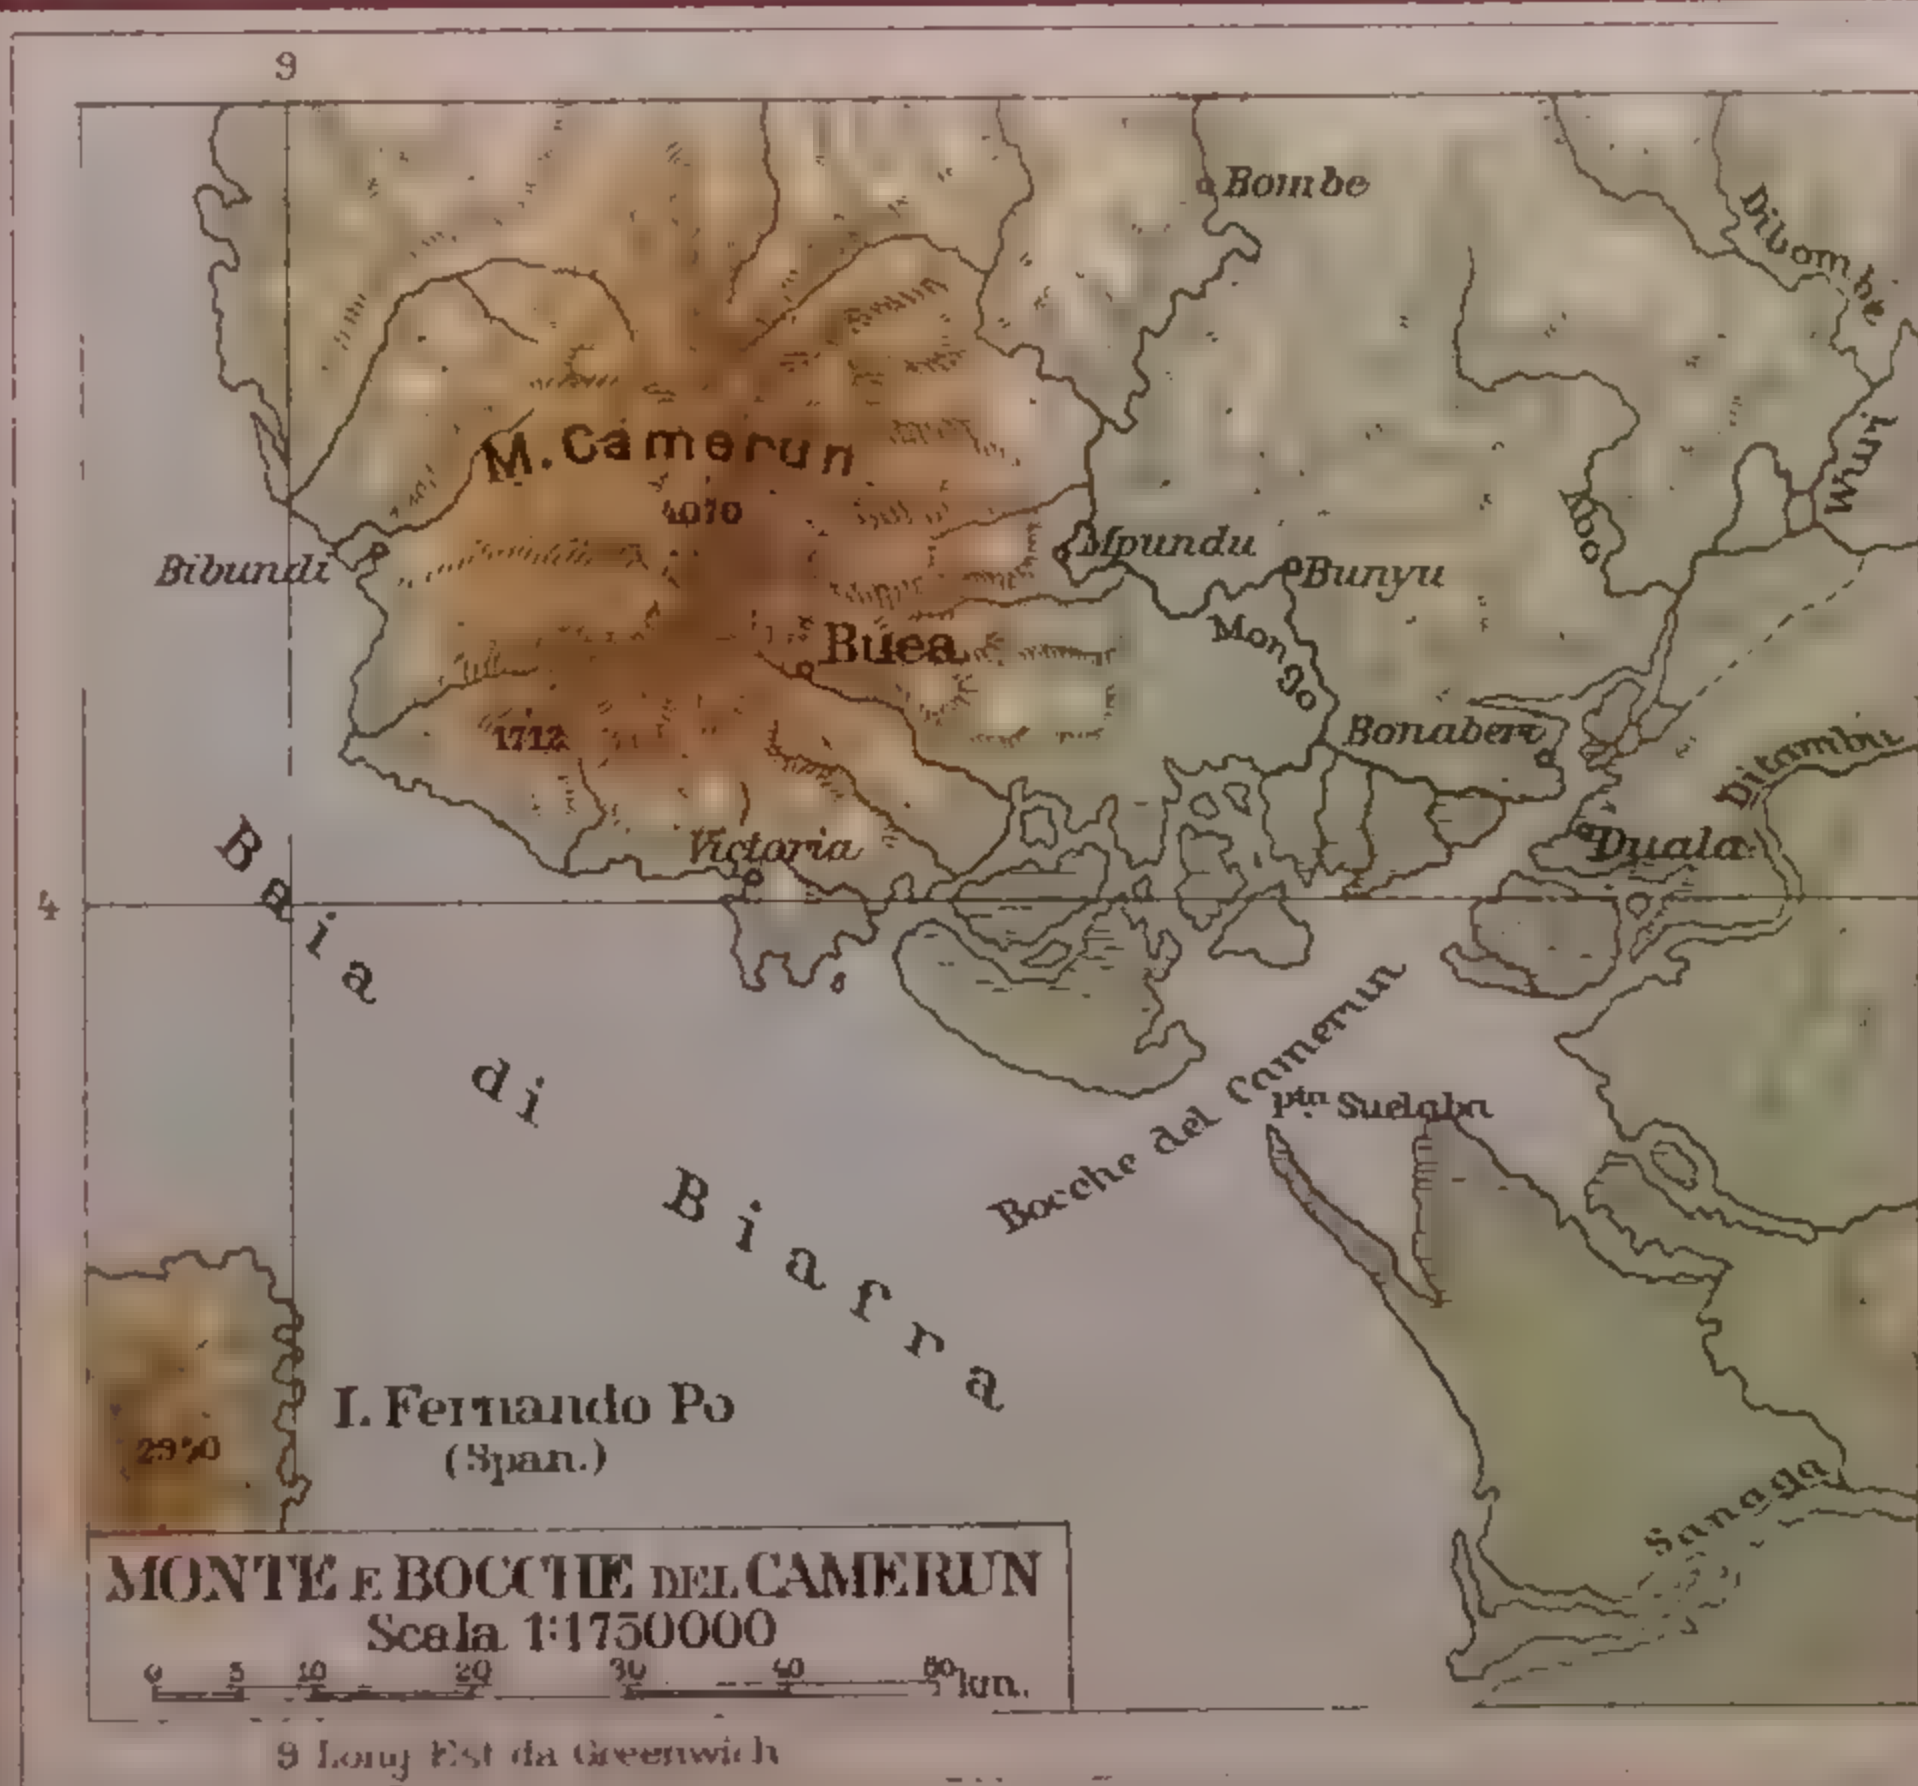 9
Bombe
Dibombe
M. Camerun
4070
Wuri
Abo
Mpundu
Bibundi
Bunyu
Mongo
Buea
1712
Bonaberi
Ditambu
Victoria
Duala
4
Baia di Biafra
Bocche del Camerun
pta Suelaba
I. Fernando Po
(Span.)
Sanaga
MONTE E BOCCHE DEL CAMERUN
Scala 1:1750000
0 5 10 20 30 40 50 km.
9 Long Est da Greenwich